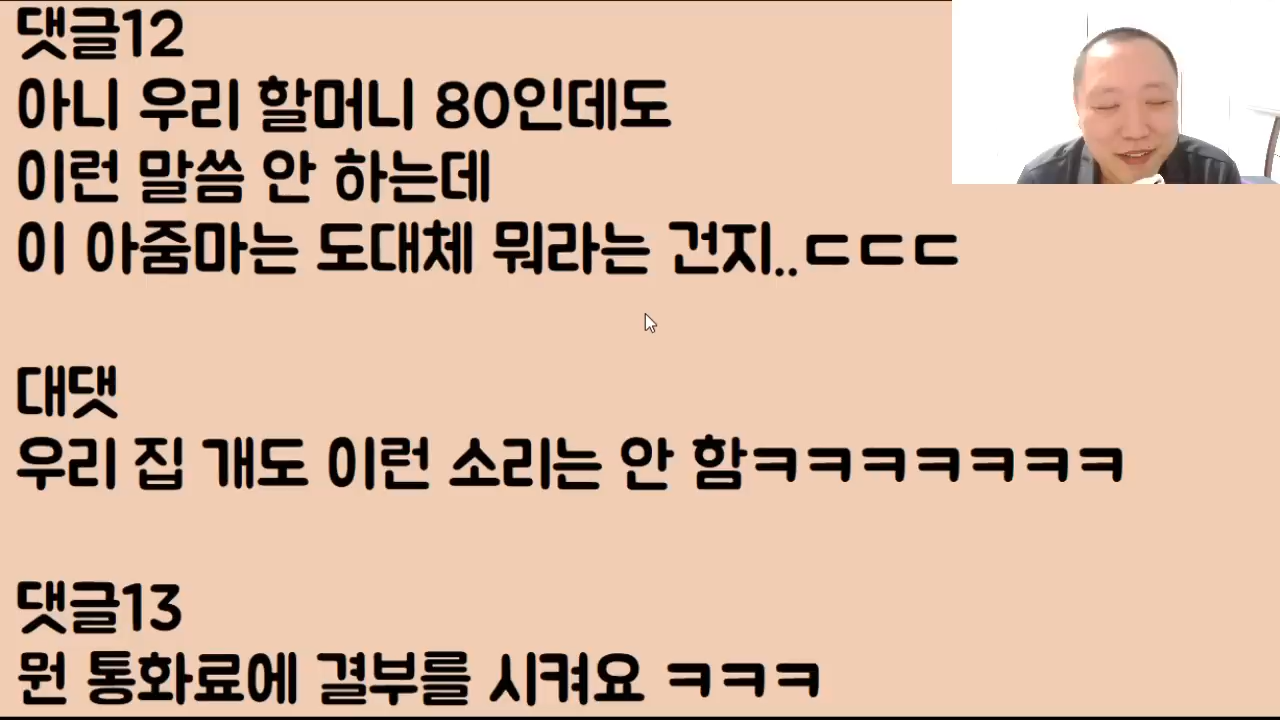 댓글12
아니 우리 할머니 80인데도
이런 말씀 안 하는데
이 아줌마는 도대체 뭐라는 건지..ㄷㄷㄷ
대댓
우리 집 개도 이런 소리는 안 함ㅋㅋㅋㅋㅋㅋㅋ
댓글13
뭔 통화료에 결부를 시켜요 ㅋㅋㅋ